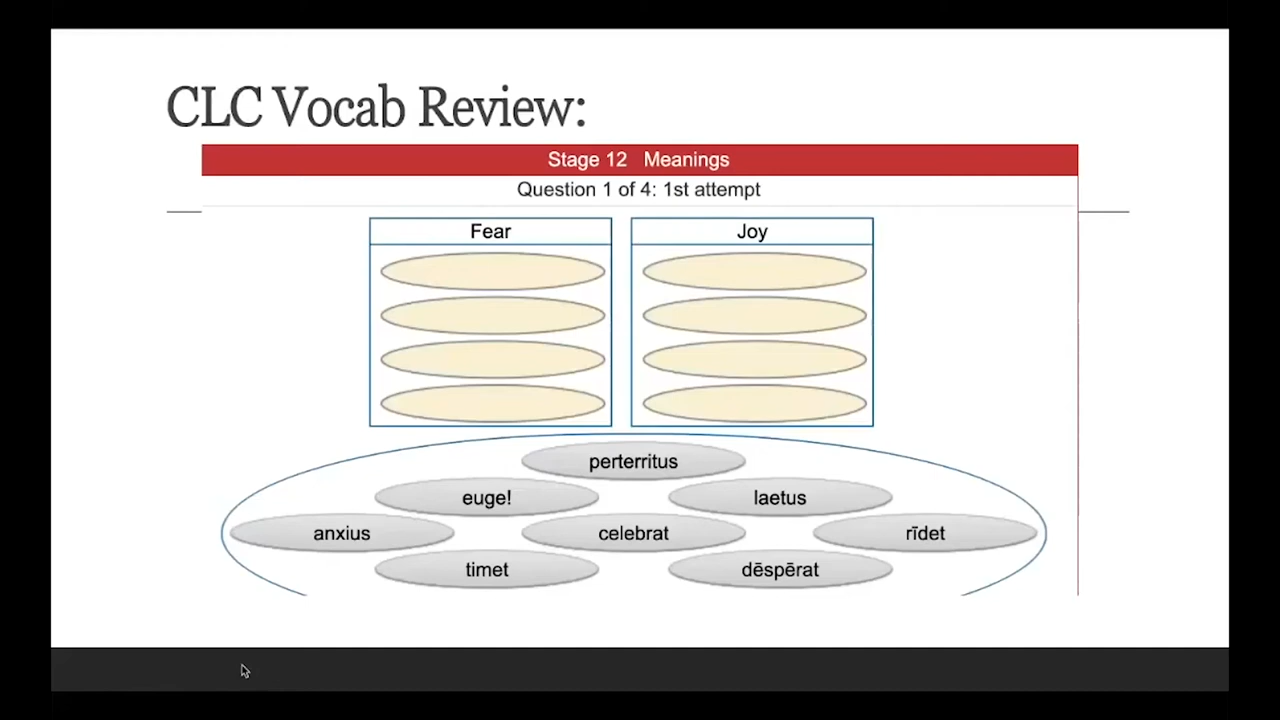 CLC Vocab Review:
Stage 12 Meanings
Question 1 of 4: 1st attempt
Fear Joy
perterritus
euge! laetus
anxius celebrat rīdet
timet dēspērat